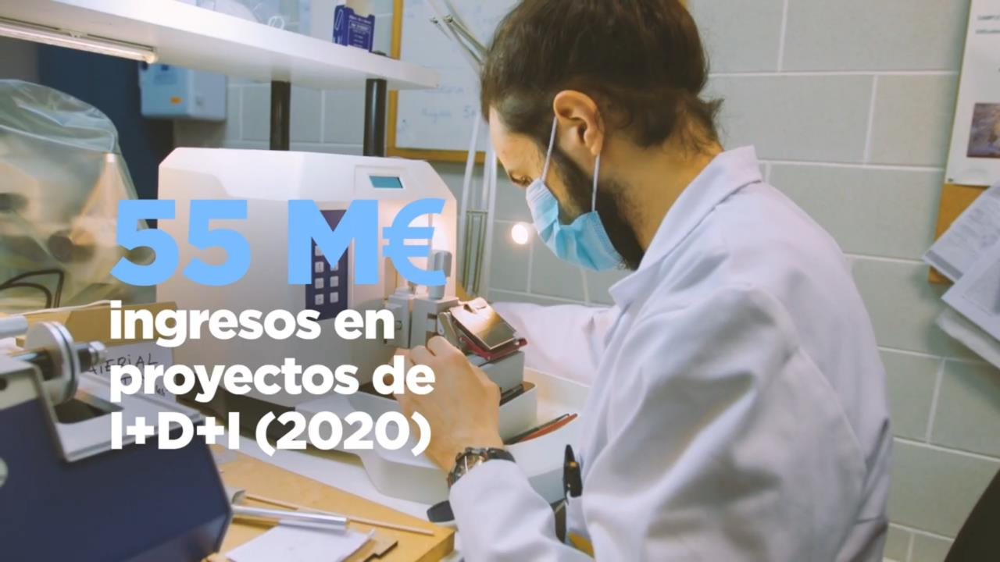 55 M€
ingresos en
proyectos de
I+D+I (2020)